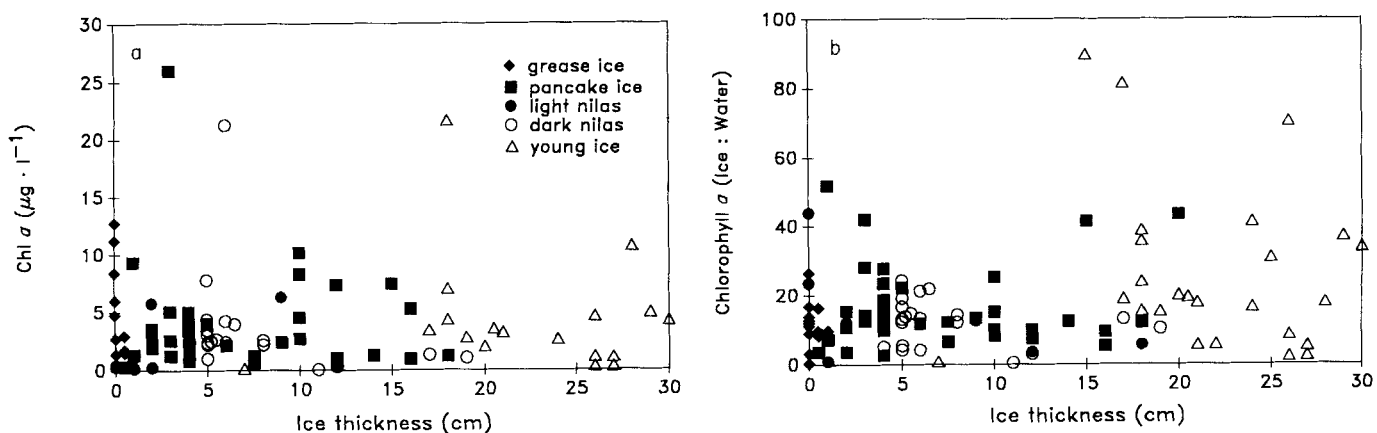 a
Chl a (µg · l⁻¹)
30
25
20
15
10
5
0
grease ice
pancake ice
light nilas
dark nilas
young ice
0 5 10 15 20 25 30
Ice thickness (cm)
b
Chlorophyll a (Ice : Water)
100
80
60
40
20
0
0 5 10 15 20 25 30
Ice thickness (cm)